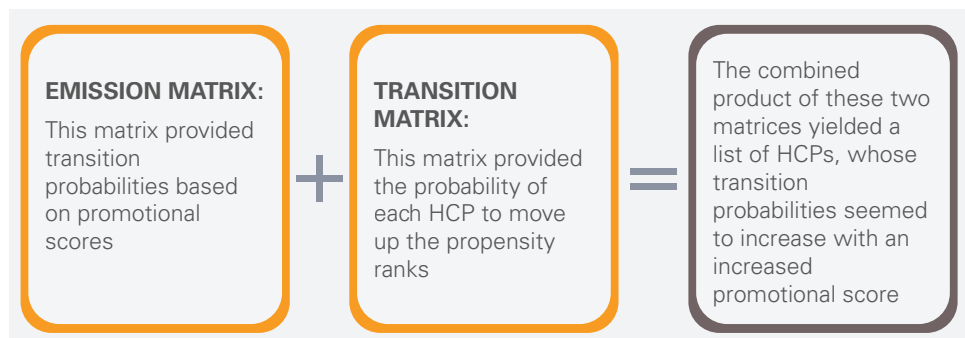 EMISSION MATRIX:
This matrix provided
transition
probabilities based
on promotional
scores
+
TRANSITION
MATRIX:
This matrix provided
the probability of
each HCP to move
up the propensity
ranks
=
The combined
product of these two
matrices yielded a
list of HCPs, whose
transition
probabilities seemed
to increase with an
increased
promotional score